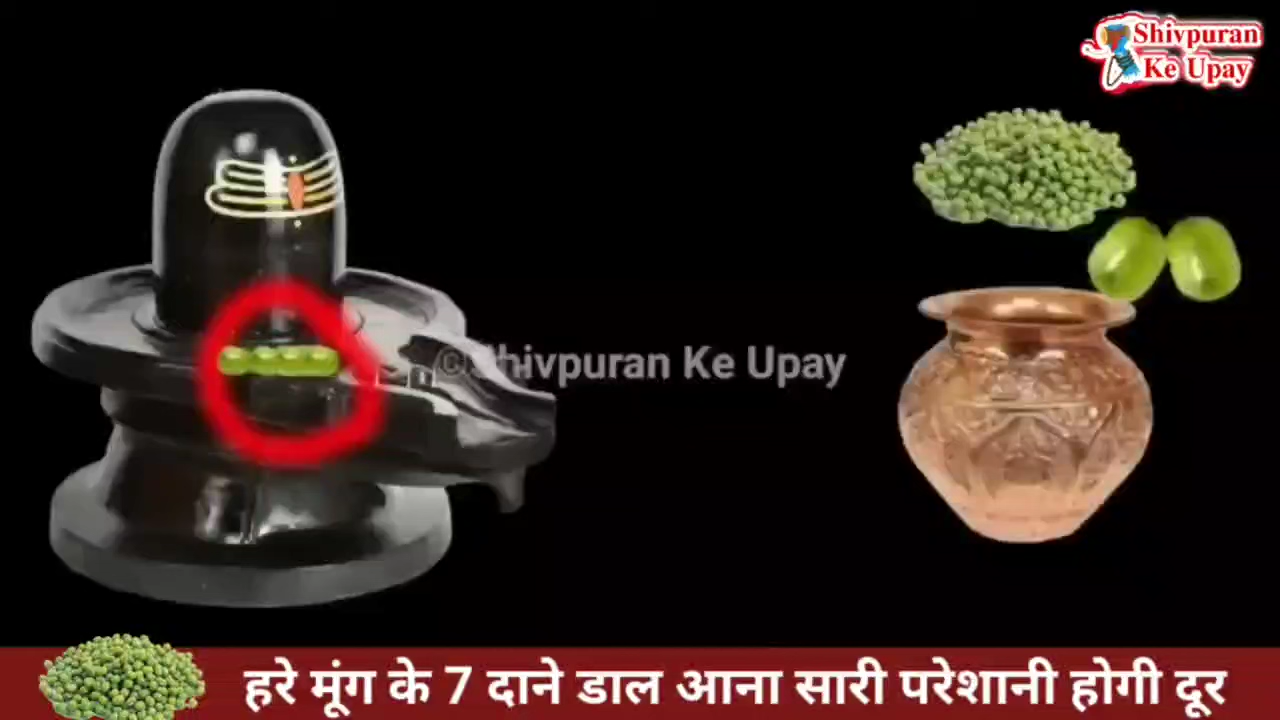 Shivpuran
Ke Upay
©Shivpuran Ke Upay
हरे मूंग के 7 दाने डाल आना सारी परेशानी होगी दूर